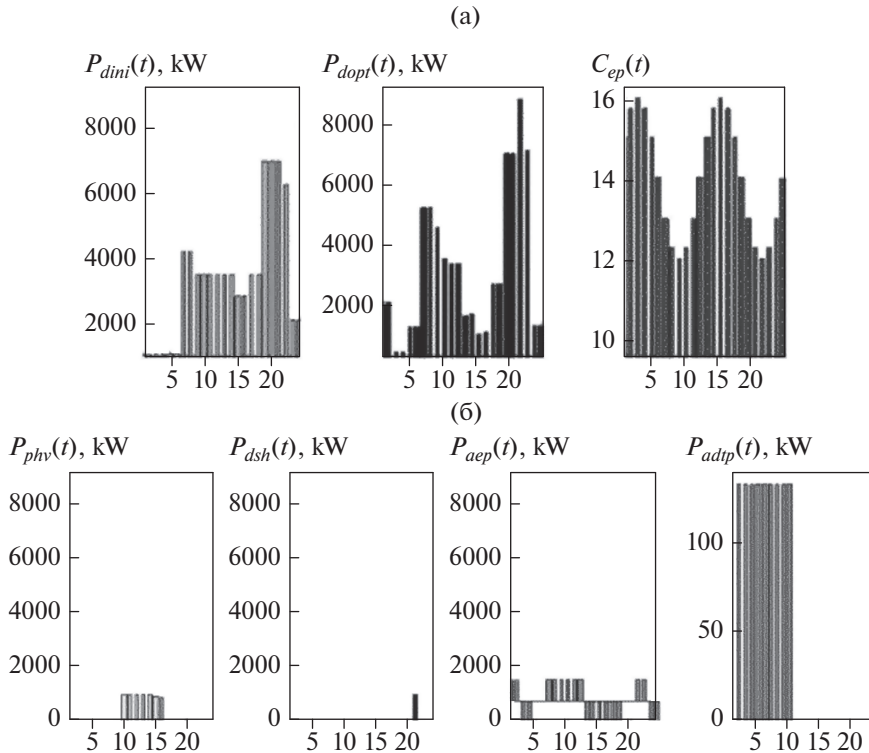 (а)
P_dini(t), kW
P_dopt(t), kW
C_ep(t)
8000
6000
4000
2000
5 10 15 20
8000
6000
4000
2000
5 10 15 20
16
14
12
10
5 10 15 20
(б)
P_phv(t), kW
P_dsh(t), kW
P_aep(t), kW
P_adtp(t), kW
8000
6000
4000
2000
0
5 10 15 20
8000
6000
4000
2000
0
5 10 15 20
8000
6000
4000
2000
0
5 10 15 20
100
50
0
5 10 15 20